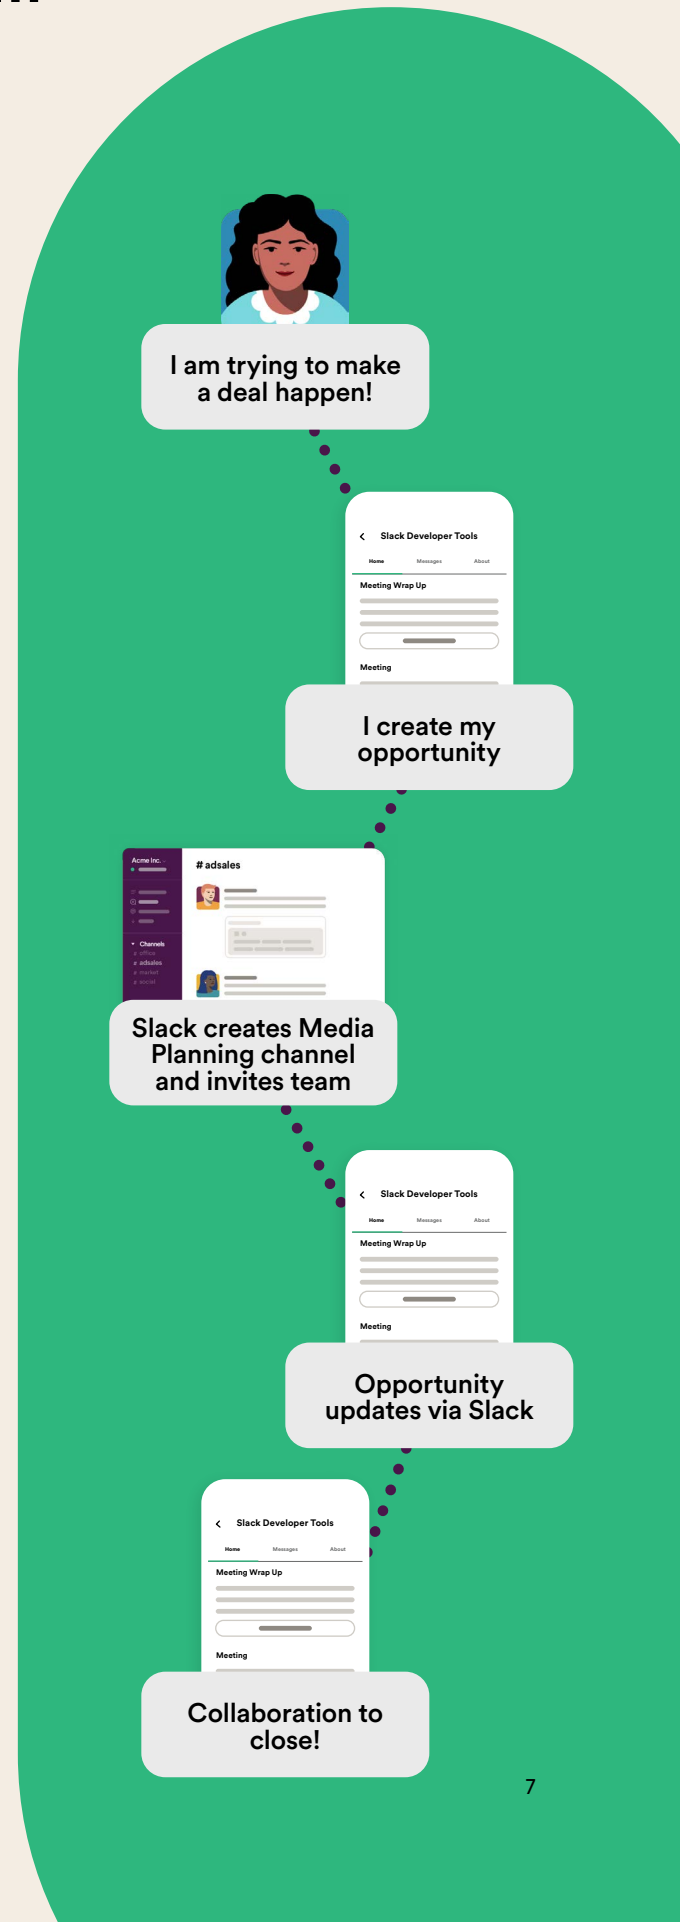 I am trying to make
a deal happen!
Slack Developer Tools
Home Messages About
Meeting Wrap Up
Meeting
I create my
opportunity
Acme Inc.
# adsales
Channels
# office
# adsales
# market
# social
Slack creates Media
Planning channel
and invites team
Slack Developer Tools
Home Messages About
Meeting Wrap Up
Meeting
Opportunity
updates via Slack
Slack Developer Tools
Home Messages About
Meeting Wrap Up
Meeting
Collaboration to
close!
7